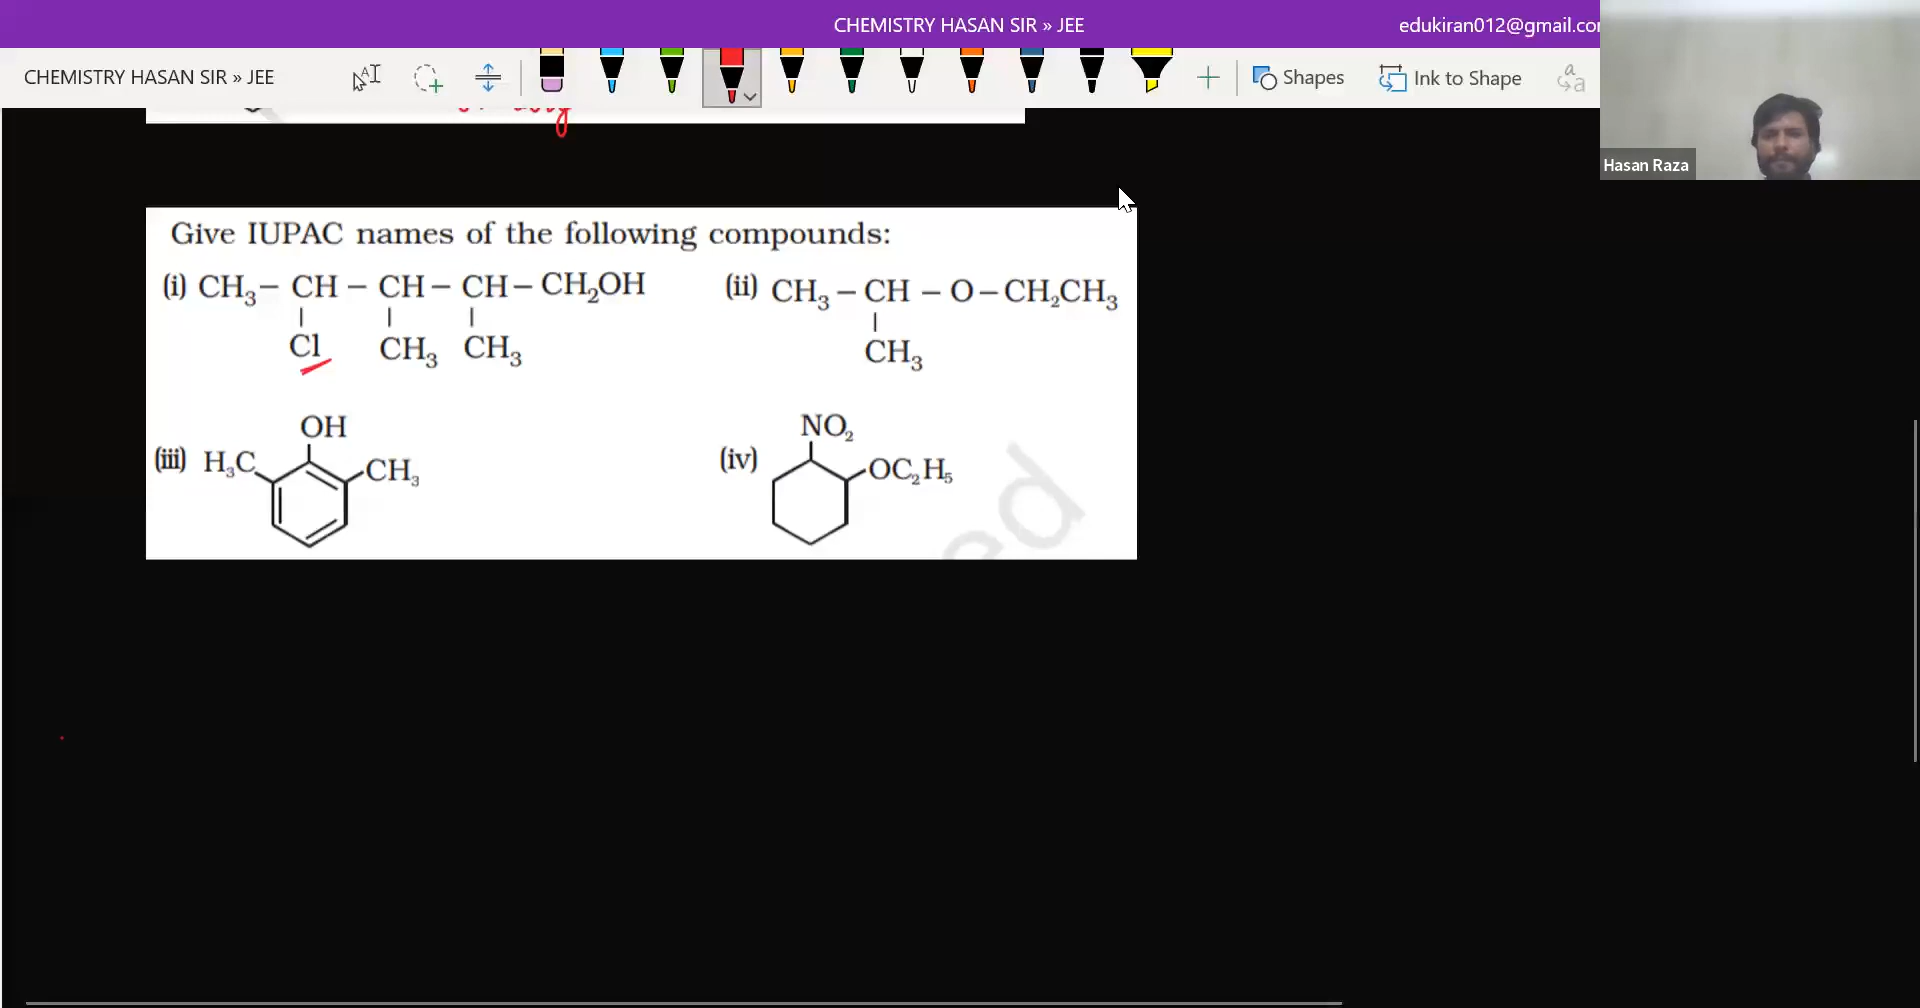 CHEMISTRY HASAN SIR » JEE
edukiran012@gmail.co
CHEMISTRY HASAN SIR » JEE
Shapes
Ink to Shape
Hasan Raza
Give IUPAC names of the following compounds:
(i) CH₃– CH – CH – CH – CH₂OH
Cl CH₃ CH₃
(ii) CH₃ – CH – O – CH₂CH₃
CH₃
(iii) OH
H₃C CH₃
(iv) NO₂
OC₂H₅
ed